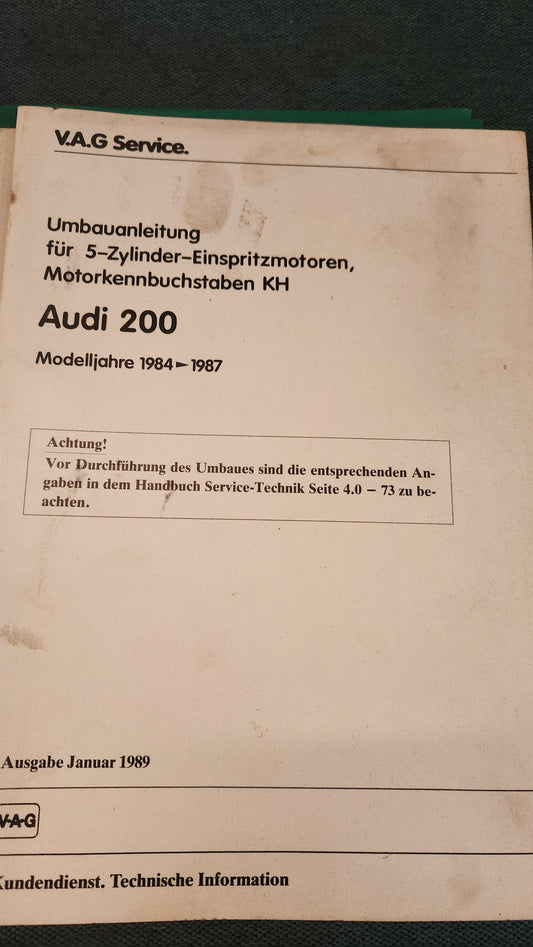 V.A.G Service.
Umbauanleitung
für 5-Zylinder-Einspritzmotoren,
Motorkennbuchstaben KH
Audi 200
Modelljahre 1984►1987
Achtung!
Vor Durchführung des Umbaues sind die entsprechenden An-
gaben in dem Handbuch Service-Technik Seite 4.0 – 73 zu be-
achten.
Ausgabe Januar 1989
V·A·G
Kundendienst. Technische Information